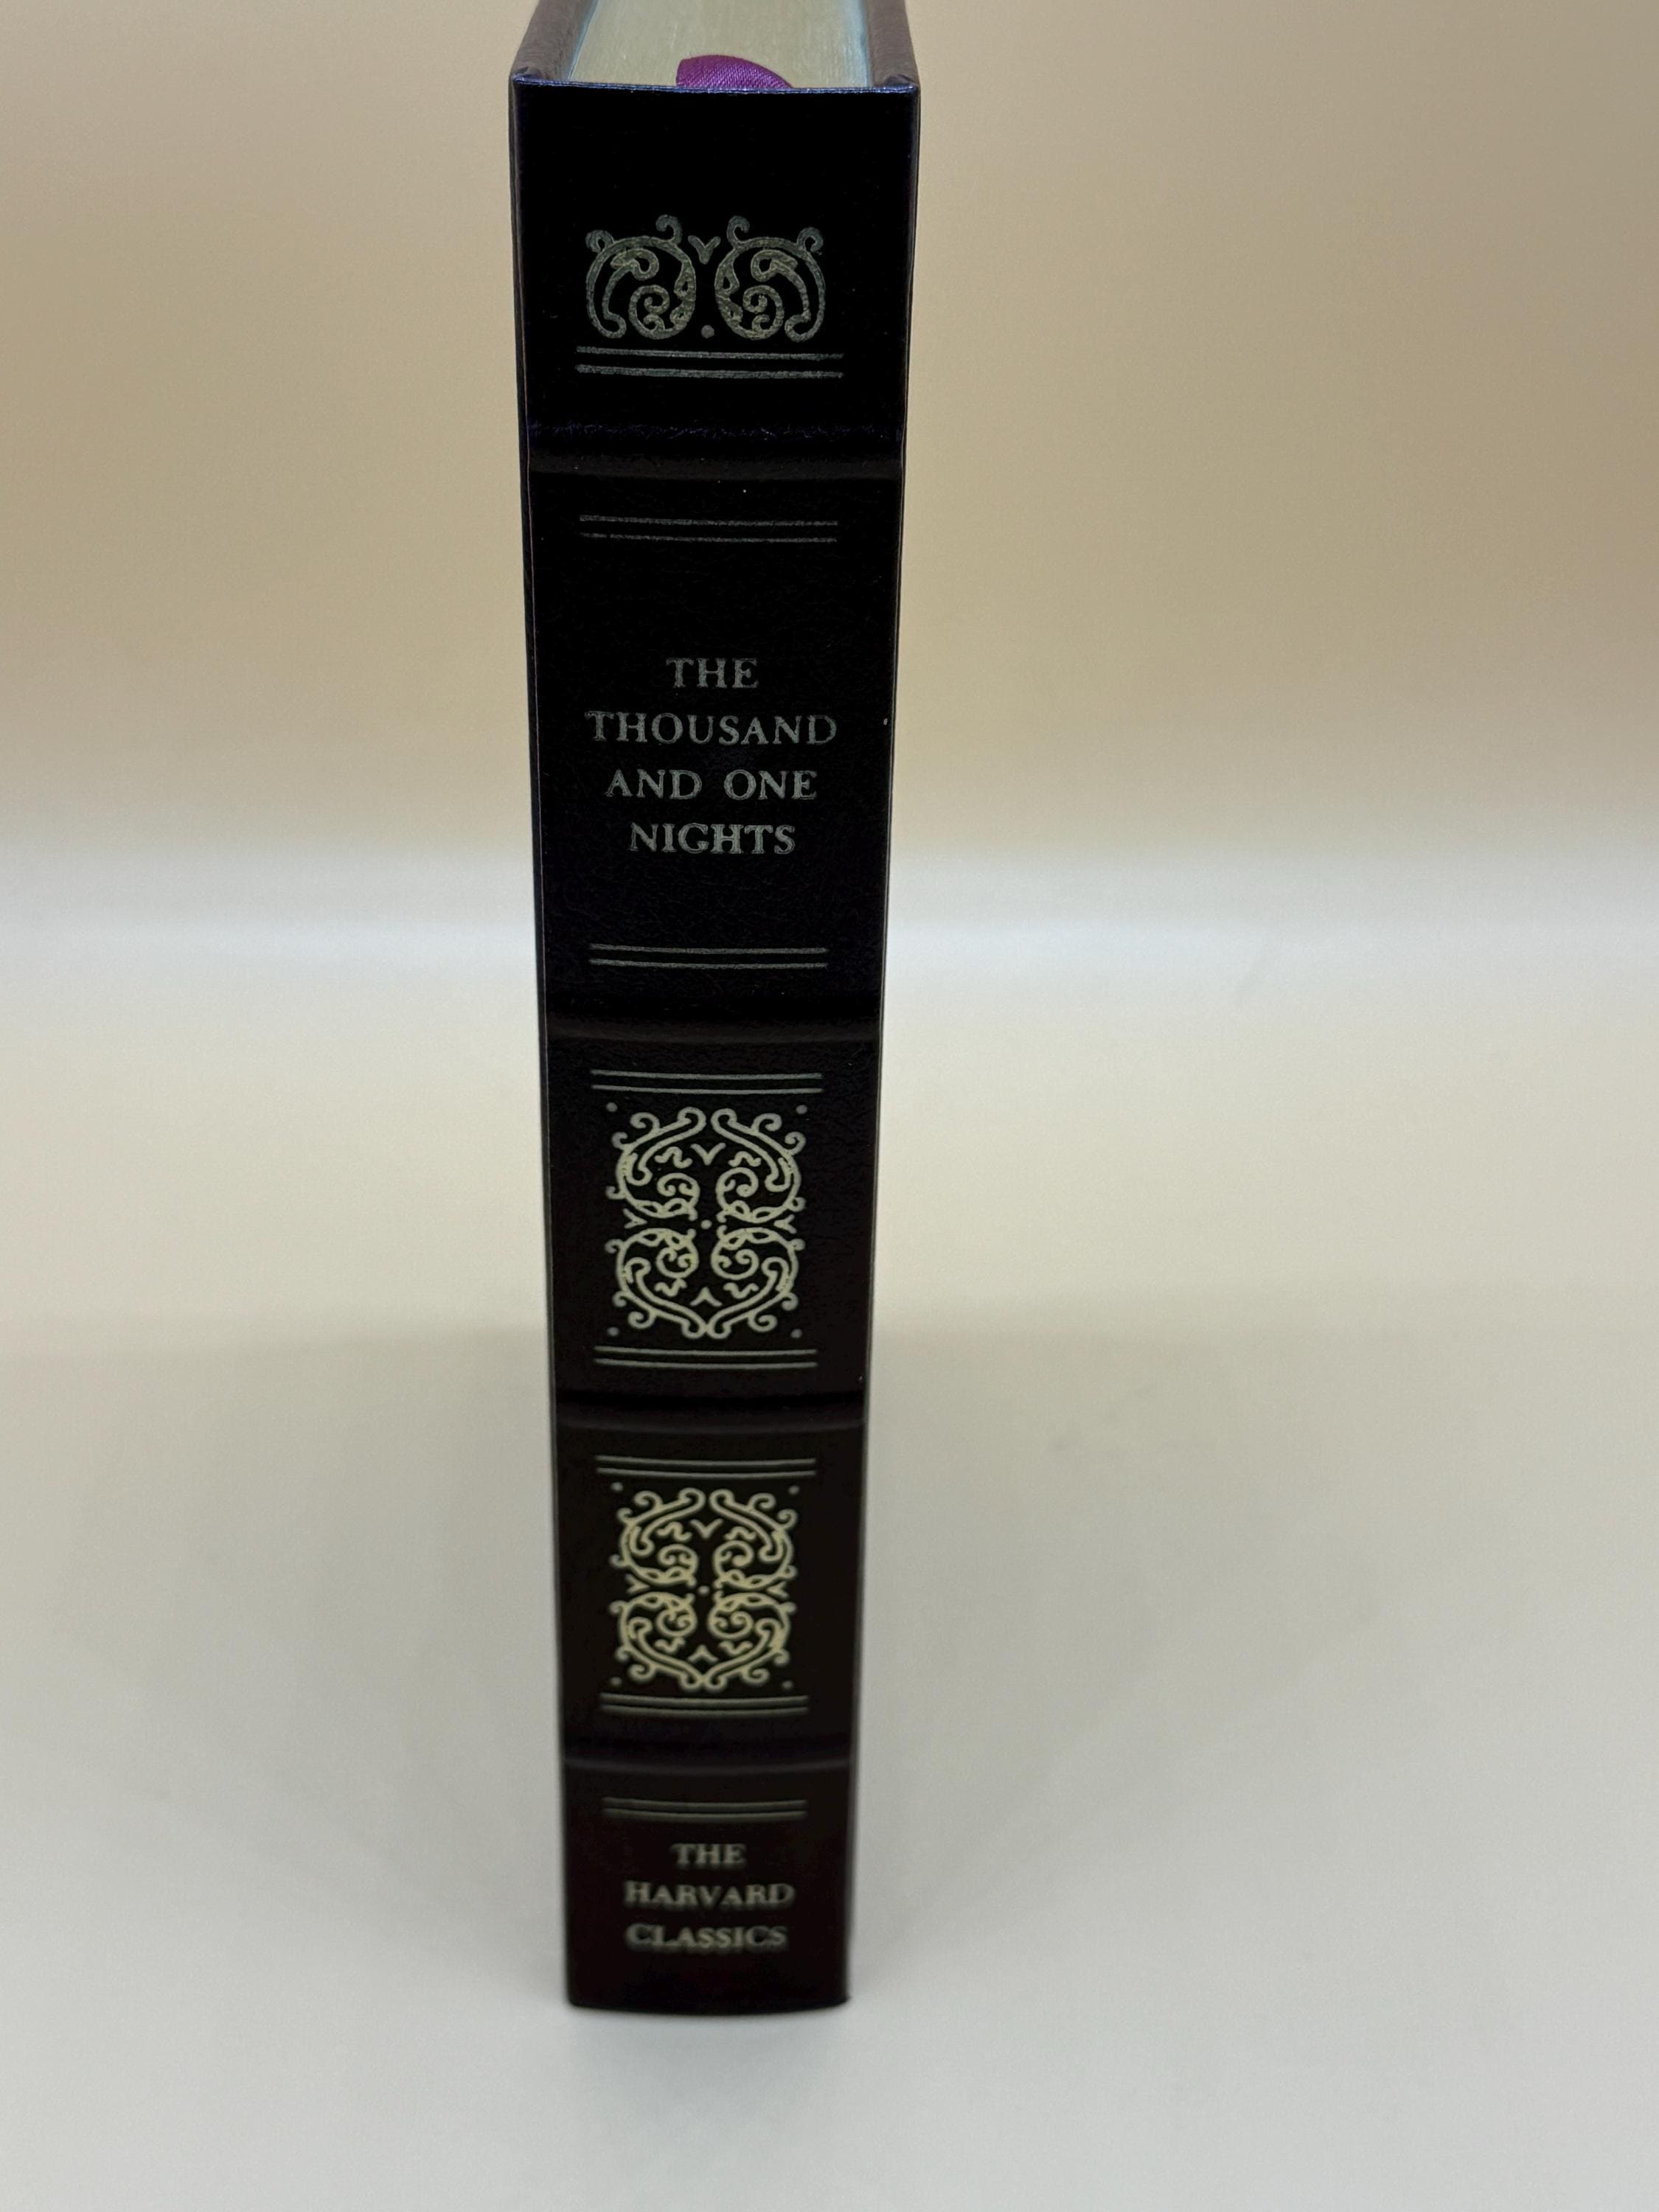 THE
THOUSAND
AND ONE
NIGHTS
THE
HARVARD
CLASSICS